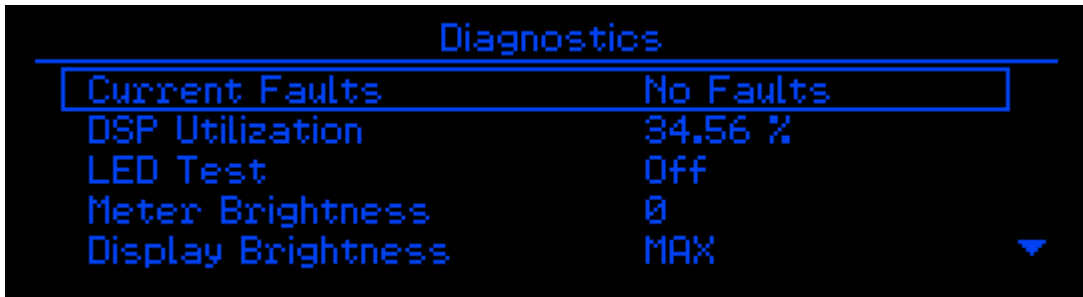 Diagnostics
Current Faults No Faults
DSP Utilization 34.56 %
LED Test Off
Meter Brightness 0
Display Brightness MAX